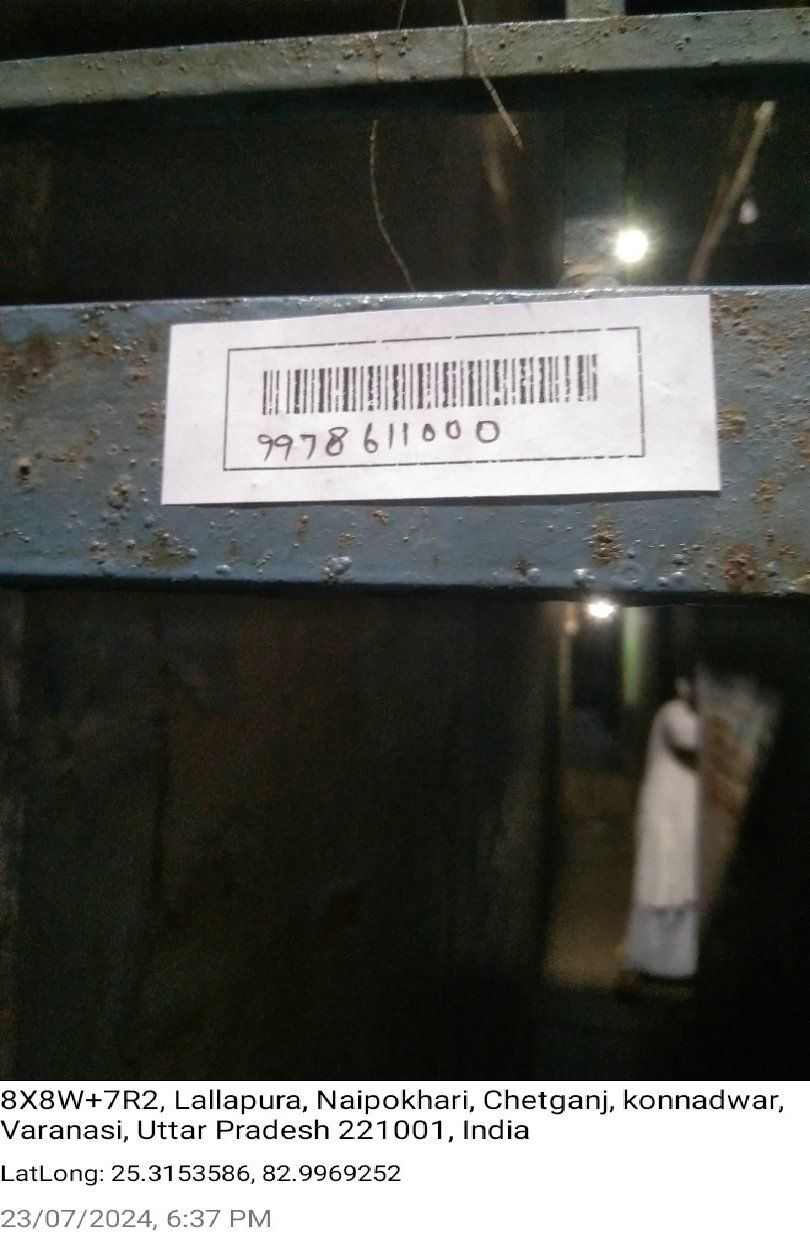 9978611000
8X8W+7R2, Lallapura, Naipokhari, Chetganj, konnadwar,
Varanasi, Uttar Pradesh 221001, India
LatLong: 25.3153586, 82.9969252
23/07/2024, 6:37 PM